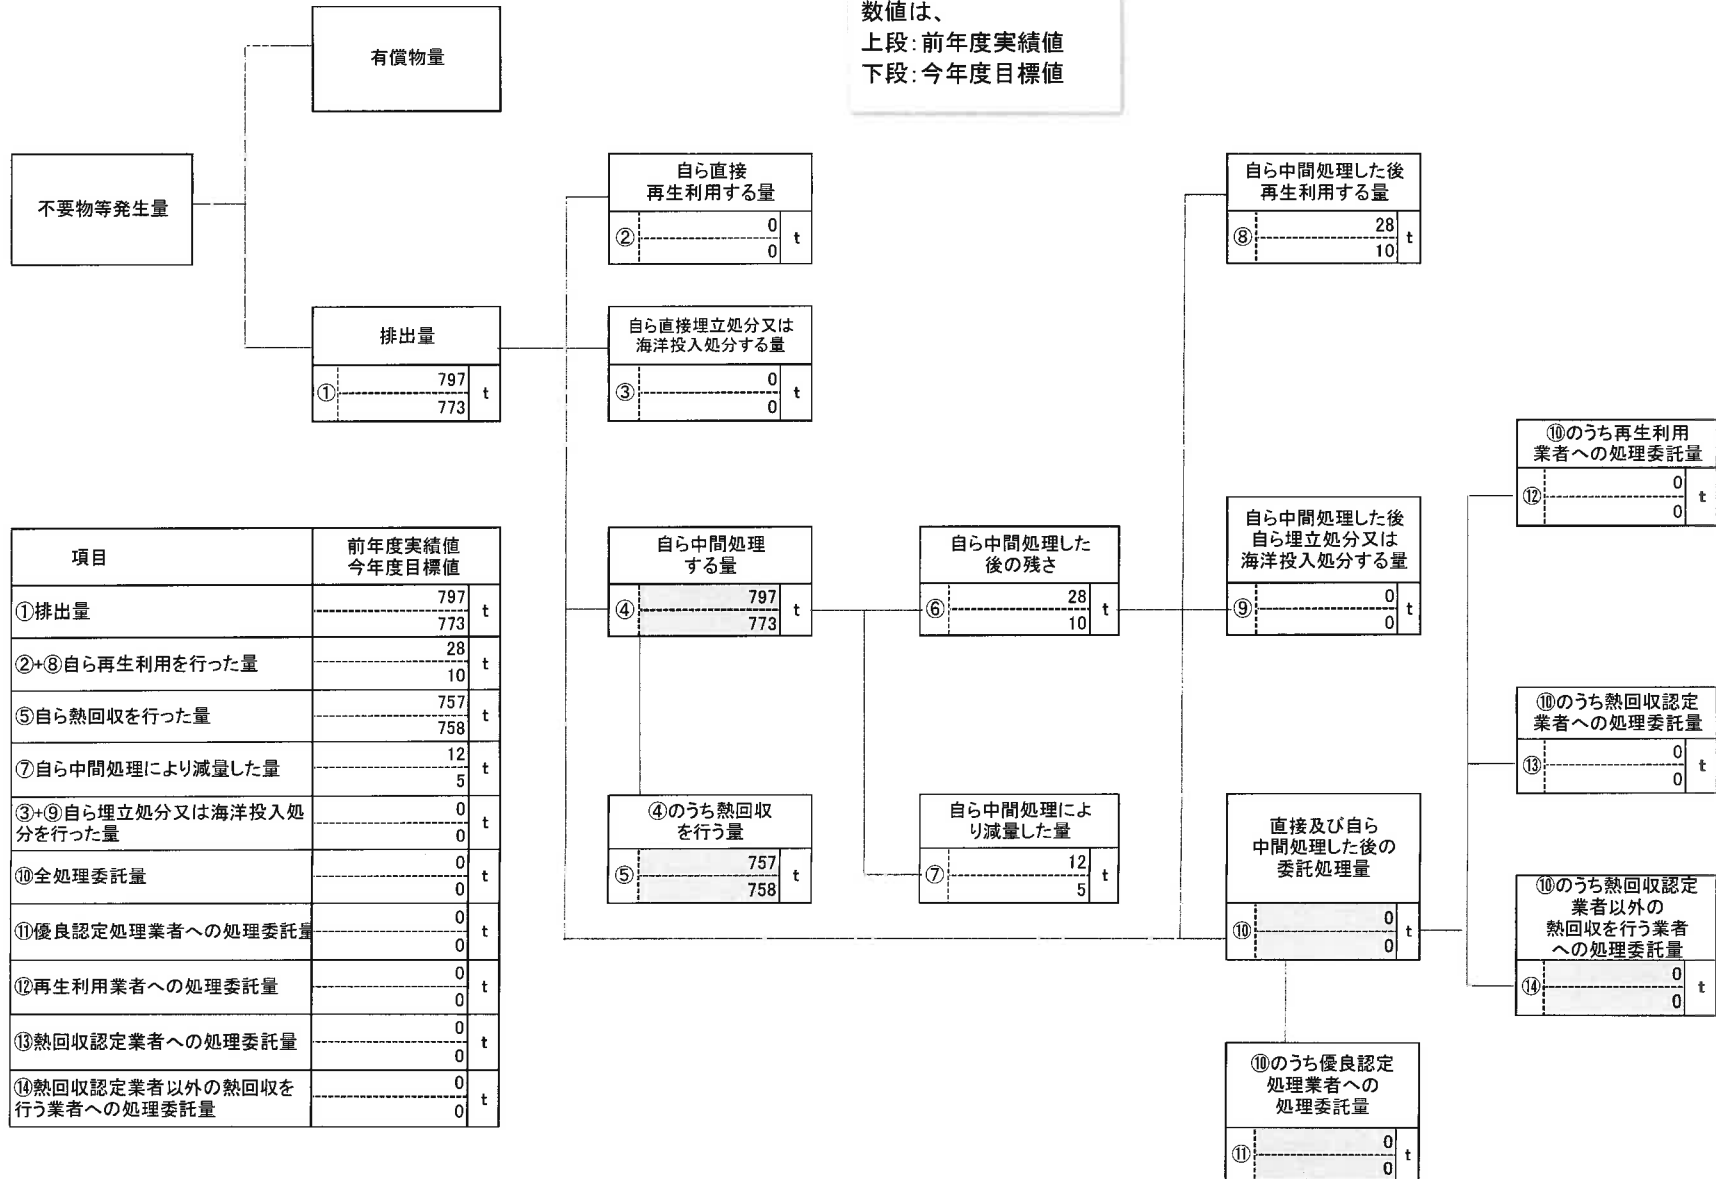 数値は、
上段：前年度実績値
下段：今年度目標値
有償物量
不要物等発生量
排出量
①
797
773
t
自ら直接
再生利用する量
②
0
0
t
自ら直接埋立処分又は
海洋投入処分する量
③
0
0
t
自ら中間処理
する量
④
797
773
t
④のうち熱回収
を行う量
⑤
757
758
t
自ら中間処理した
後の残さ
⑥
28
10
t
自ら中間処理によ
り減量した量
⑦
12
5
t
自ら中間処理した後
再生利用する量
⑧
28
10
t
自ら中間処理した後
自ら埋立処分又は
海洋投入処分する量
⑨
0
0
t
直接及び自ら
中間処理した後の
委託処理量
⑩
0
0
t
⑩のうち優良認定
処理業者への
処理委託量
⑪
0
0
t
⑩のうち再生利用
業者への処理委託量
⑫
0
0
t
⑩のうち熱回収認定
業者への処理委託量
⑬
0
0
t
⑩のうち熱回収認定
業者以外の
熱回収を行う業者
への処理委託量
⑭
0
0
t
項目
前年度実績値
今年度目標値
①排出量
797
773
t
②+⑧自ら再生利用を行った量
28
10
t
⑤自ら熱回収を行った量
757
758
t
⑦自ら中間処理により減量した量
12
5
t
③+⑨自ら埋立処分又は海洋投入処
分を行った量
0
0
t
⑩全処理委託量
0
0
t
⑪優良認定処理業者への処理委託量
0
0
t
⑫再生利用業者への処理委託量
0
0
t
⑬熱回収認定業者への処理委託量
0
0
t
⑭熱回収認定業者以外の熱回収を
行う業者への処理委託量
0
0
t